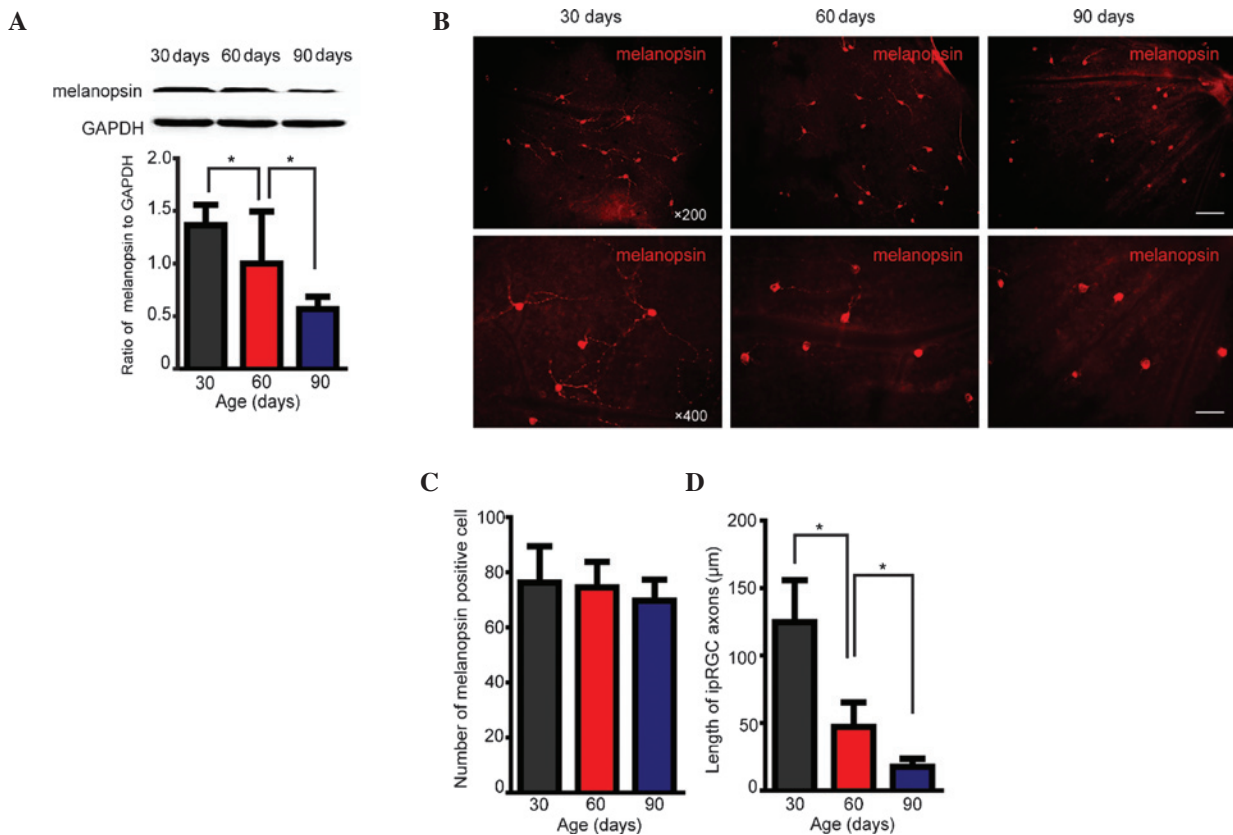 A
30 days 60 days 90 days
melanopsin
GAPDH
Ratio of melanopsin to GAPDH
2.0
1.5
1.0
0.5
0
* *
30 60 90
Age (days)
B
30 days 60 days 90 days
melanopsin melanopsin melanopsin
×200
melanopsin melanopsin melanopsin
×400
C
Number of melanopsin positive cell
100
80
60
40
20
0
30 60 90
Age (days)
D
Length of ipRGC axons (µm)
200
150
100
50
0
*
*
30 60 90
Age (days)